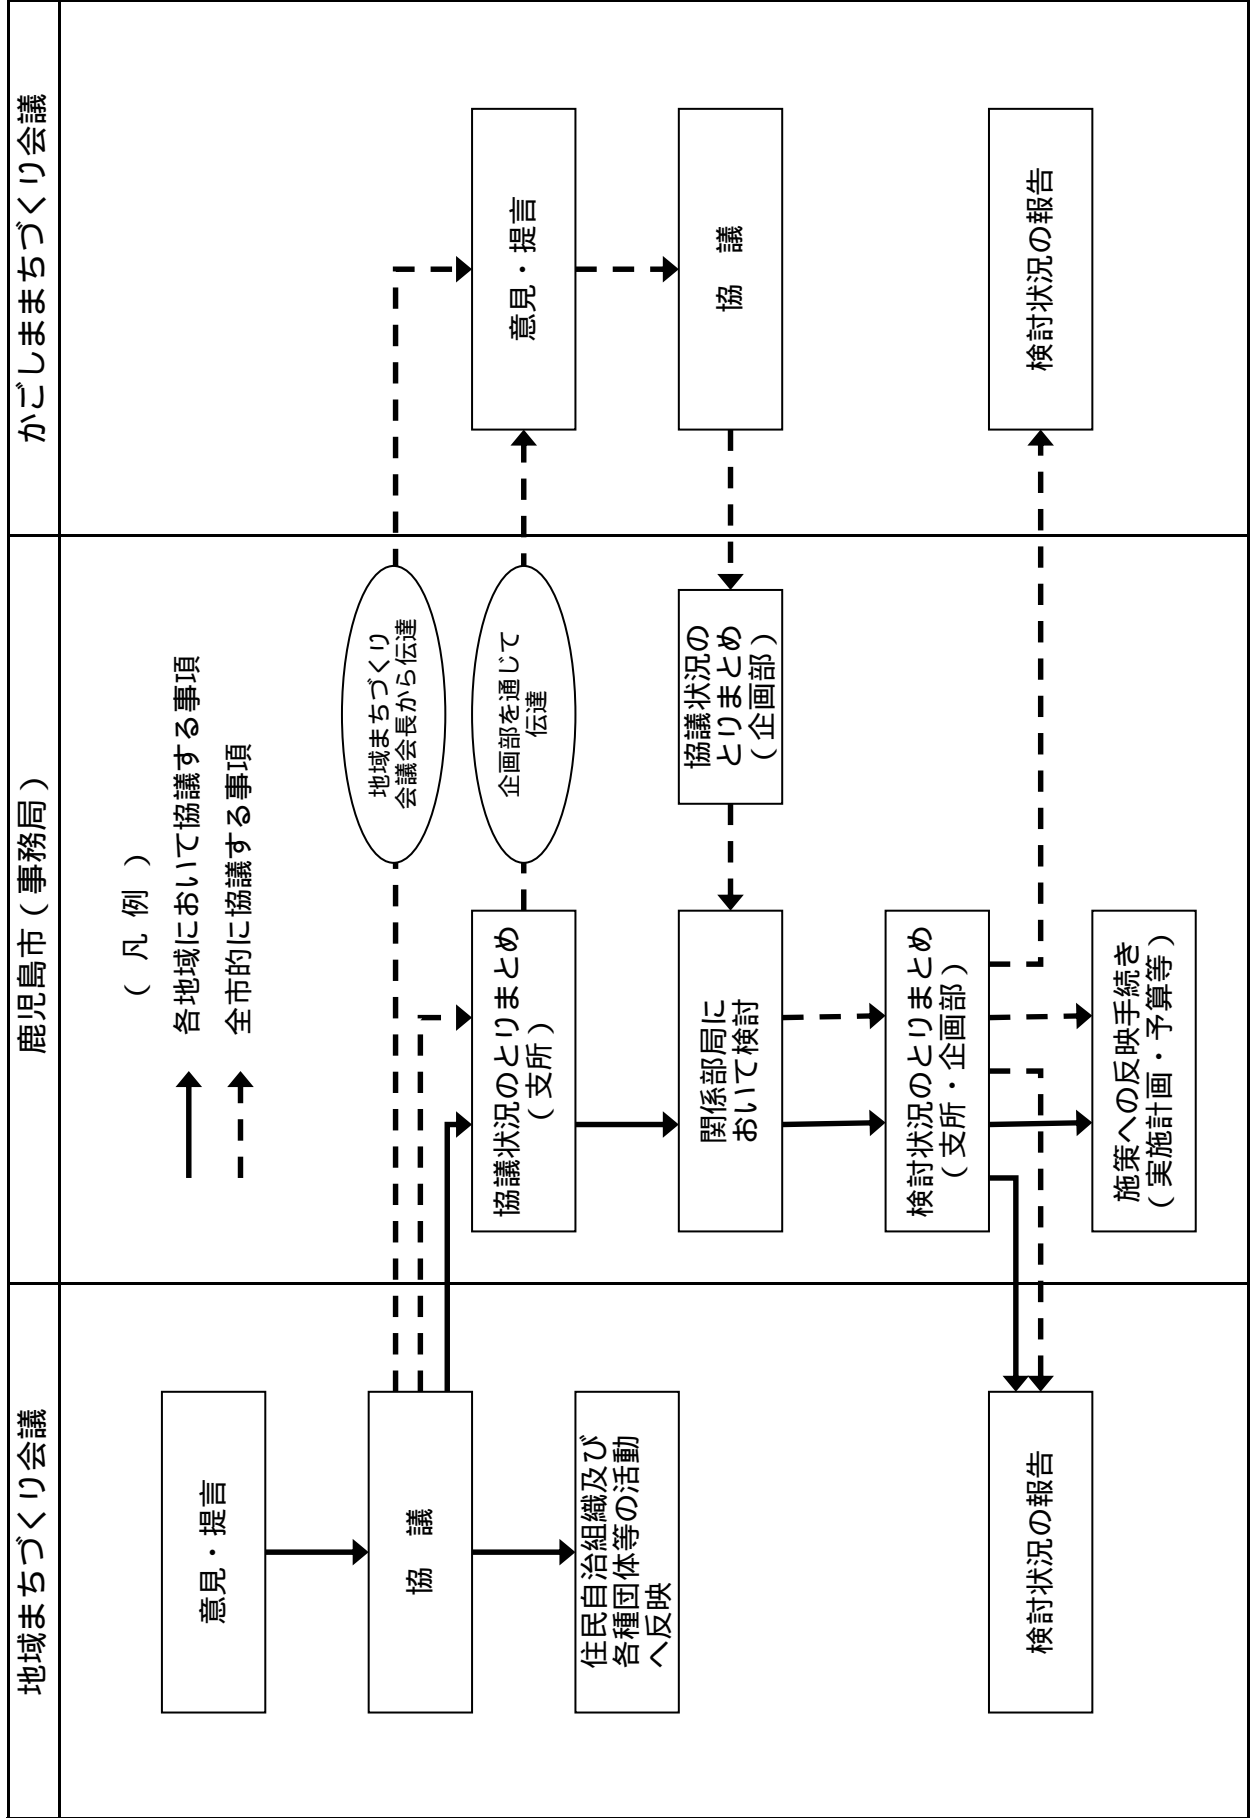 地域まちづくり会議
鹿児島市（事務局）
かごしままちづくり会議
（ 凡 例 ）
各地域において協議する事項
全市的に協議する事項
意見・提言
協　議
住民自治組織及び
各種団体等の活動
へ反映
検討状況の報告
地域まちづくり
会議会長から伝達
企画部を通じて
伝達
協議状況のとりまとめ
（支所）
協議状況の
とりまとめ
（企画部）
関係部局に
おいて検討
検討状況のとりまとめ
（支所・企画部）
施策への反映手続き
（実施計画・予算等）
意見・提言
協　議
検討状況の報告